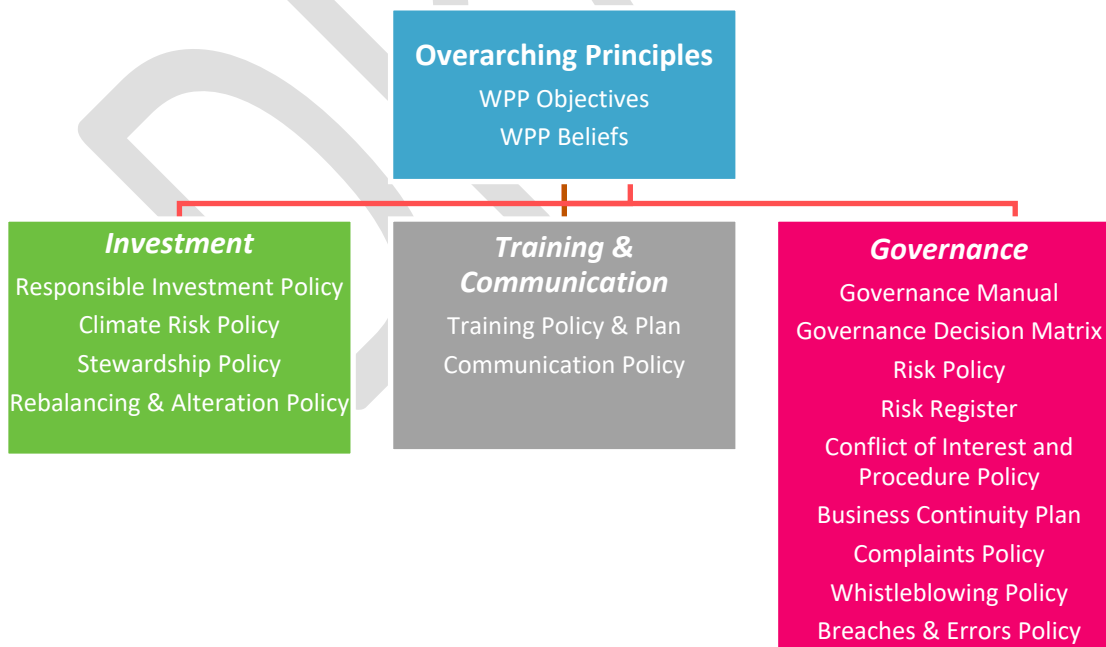 Overarching Principles
WPP Objectives
WPP Beliefs
Investment
Responsible Investment Policy
Climate Risk Policy
Stewardship Policy
Rebalancing & Alteration Policy
Training &
Communication
Training Policy & Plan
Communication Policy
Governance
Governance Manual
Governance Decision Matrix
Risk Policy
Risk Register
Conflict of Interest and
Procedure Policy
Business Continuity Plan
Complaints Policy
Whistleblowing Policy
Breaches & Errors Policy